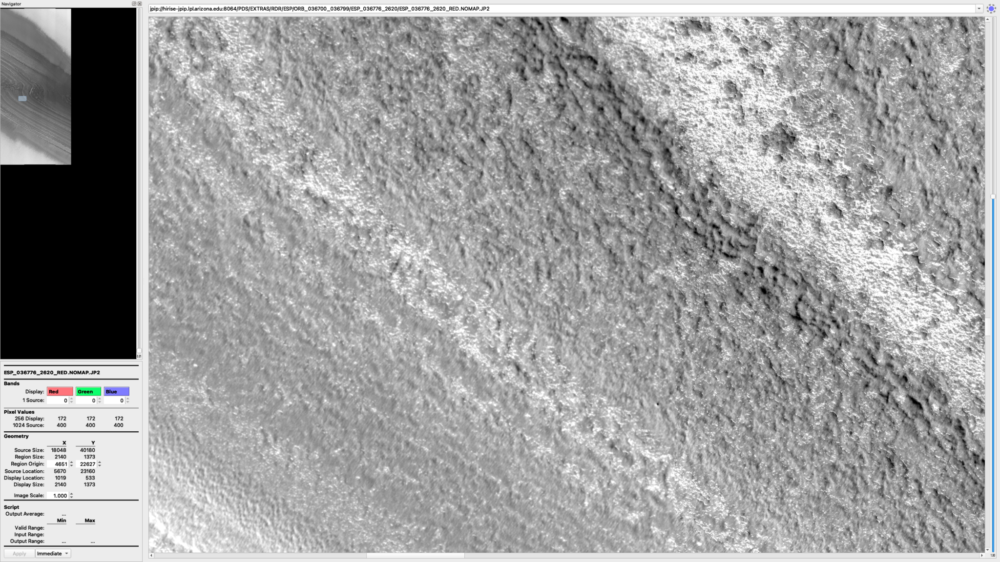 Navigator
jpip://hirise-jpip.lpl.arizona.edu:8064/PDS/EXTRAS/RDR/ESP/ORB_036700_036799/ESP_036776_2620/ESP_036776_2620_RED.NOMAP.JP2
0.01
ESP_036776_2620_RED.NOMAP.JP2
Bands
Display: Red Green Blue
1 Source: 0 0 0
Pixel Values
256 Display: 172 172 172
1024 Source: 400 400 400
Geometry
X Y
Source Size: 18048 40180
Region Size: 2140 1373
Region Origin: 4651 22627
Source Location: 5670 23160
Display Location: 1019 533
Display Size: 2140 1373
Image Scale: 1.000
Script
Output Average: ...
Min Max
Valid Range:
Input Range:
Output Range: ... ...
Apply Immediate
1.00